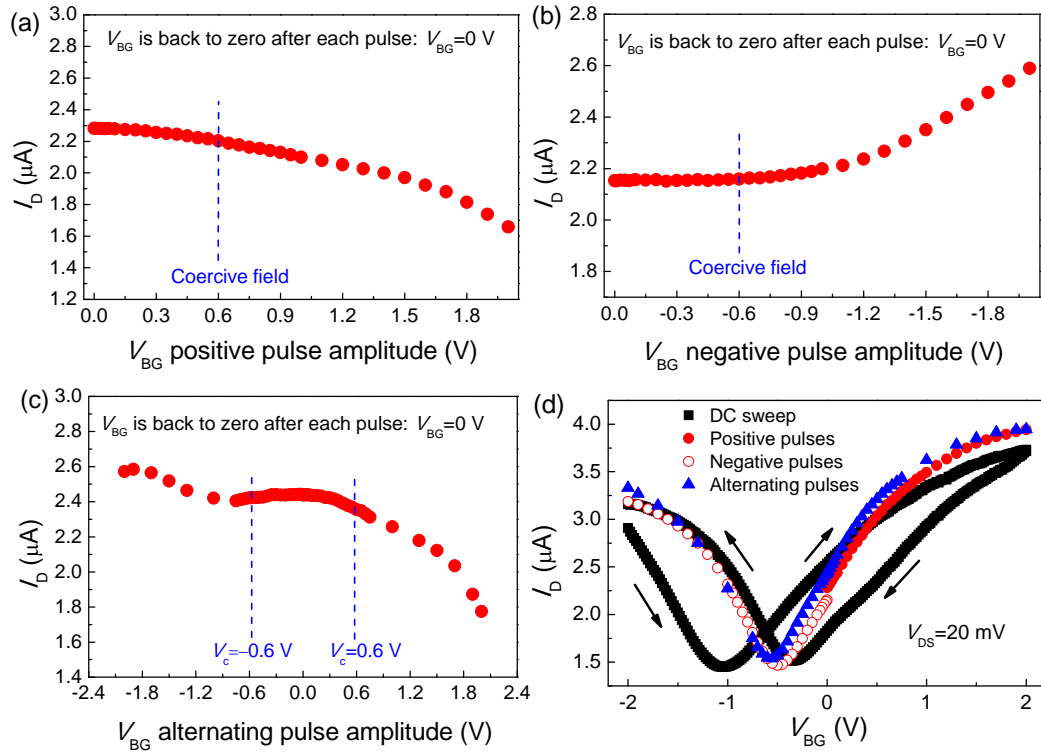 (a)
V_BG is back to zero after each pulse: V_BG=0 V
3.0
2.7
2.4
2.1
1.8
1.5
1.2
I_D (μA)
Coercive field
0.0 0.3 0.6 0.9 1.2 1.5 1.8
V_BG positive pulse amplitude (V)
(b)
V_BG is back to zero after each pulse: V_BG=0 V
2.8
2.6
2.4
2.2
2.0
1.8
I_D (μA)
Coercive field
0.0 -0.3 -0.6 -0.9 -1.2 -1.5 -1.8
V_BG negative pulse amplitude (V)
(c)
V_BG is back to zero after each pulse: V_BG=0 V
3.0
2.8
2.6
2.4
2.2
2.0
1.8
1.6
1.4
I_D (μA)
V_c=−0.6 V V_c=0.6 V
-2.4 -1.8 -1.2 -0.6 0.0 0.6 1.2 1.8 2.4
V_BG alternating pulse amplitude (V)
(d)
DC sweep
Positive pulses
Negative pulses
Alternating pulses
4.0
3.5
3.0
2.5
2.0
1.5
I_D (μA)
V_DS=20 mV
-2 -1 0 1 2
V_BG (V)